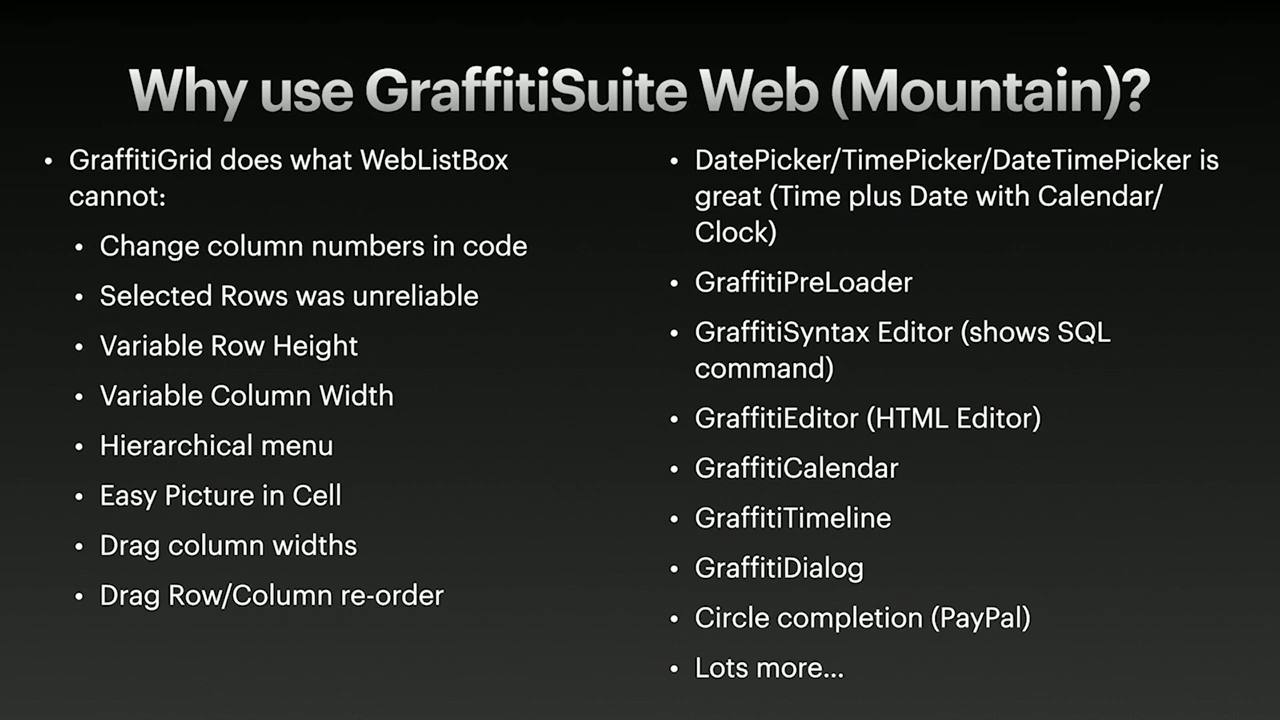 Why use GraffitiSuite Web (Mountain)?
• GraffitiGrid does what WebListBox
cannot:
• Change column numbers in code
• Selected Rows was unreliable
• Variable Row Height
• Variable Column Width
• Hierarchical menu
• Easy Picture in Cell
• Drag column widths
• Drag Row/Column re-order
• DatePicker/TimePicker/DateTimePicker is
great (Time plus Date with Calendar/
Clock)
• GraffitiPreLoader
• GraffitiSyntax Editor (shows SQL
command)
• GraffitiEditor (HTML Editor)
• GraffitiCalendar
• GraffitiTimeline
• GraffitiDialog
• Circle completion (PayPal)
• Lots more...